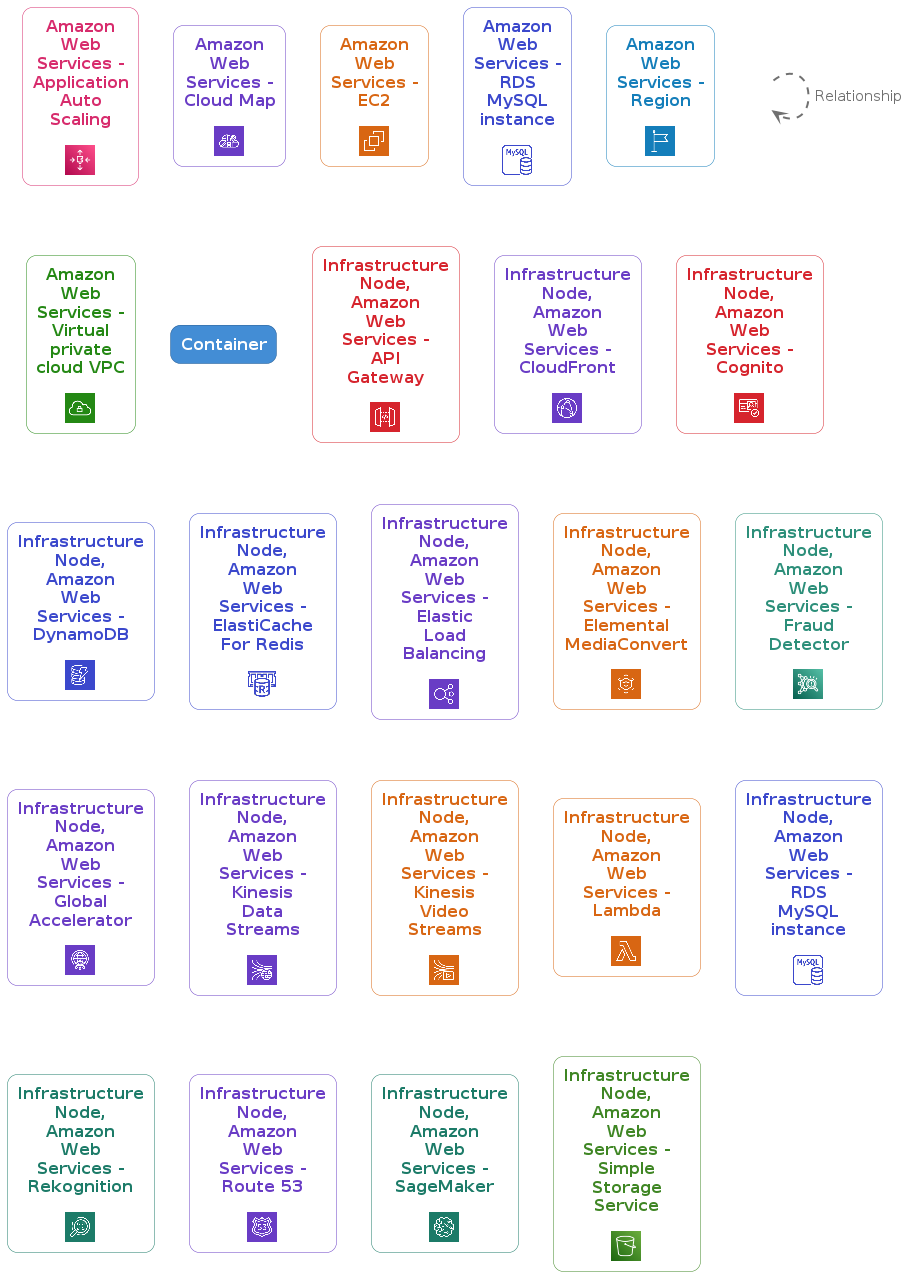 Amazon
Web
Services -
Application
Auto
Scaling
Amazon
Web
Services -
Cloud Map
Amazon
Web
Services -
EC2
Amazon
Web
Services -
RDS
MySQL
instance
MySQL
Amazon
Web
Services -
Region
Relationship
Amazon
Web
Services -
Virtual
private
cloud VPC
Container
Infrastructure
Node,
Amazon
Web
Services -
API
Gateway
Infrastructure
Node,
Amazon
Web
Services -
CloudFront
Infrastructure
Node,
Amazon
Web
Services -
Cognito
Infrastructure
Node,
Amazon
Web
Services -
DynamoDB
Infrastructure
Node,
Amazon
Web
Services -
ElastiCache
For Redis
R
Infrastructure
Node,
Amazon
Web
Services -
Elastic
Load
Balancing
Infrastructure
Node,
Amazon
Web
Services -
Elemental
MediaConvert
Infrastructure
Node,
Amazon
Web
Services -
Fraud
Detector
Infrastructure
Node,
Amazon
Web
Services -
Global
Accelerator
Infrastructure
Node,
Amazon
Web
Services -
Kinesis
Data
Streams
Infrastructure
Node,
Amazon
Web
Services -
Kinesis
Video
Streams
Infrastructure
Node,
Amazon
Web
Services -
Lambda
Infrastructure
Node,
Amazon
Web
Services -
RDS
MySQL
instance
MySQL
Infrastructure
Node,
Amazon
Web
Services -
Rekognition
Infrastructure
Node,
Amazon
Web
Services -
Route 53
53
Infrastructure
Node,
Amazon
Web
Services -
SageMaker
Infrastructure
Node,
Amazon
Web
Services -
Simple
Storage
Service